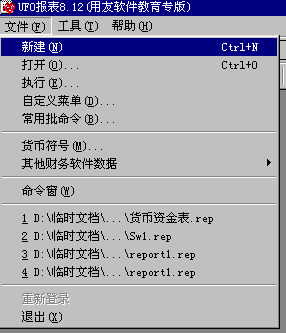 UFO报表8.12(用友软件教育专版)
文件(F) 工具(T) 帮助(H)
新建(N) Ctrl+N
打开(O)... Ctrl+O
执行(E)...
自定义菜单(D)...
常用批命令(B)...
货币符号(M)...
其他财务软件数据
命令窗(W)
1 D:\临时文档\...\货币资金表.rep
2 D:\临时文档\...\Sw1.rep
3 D:\临时文档\...\report1.rep
4 D:\临时文档\...\report1.rep
重新登录
退出(X)